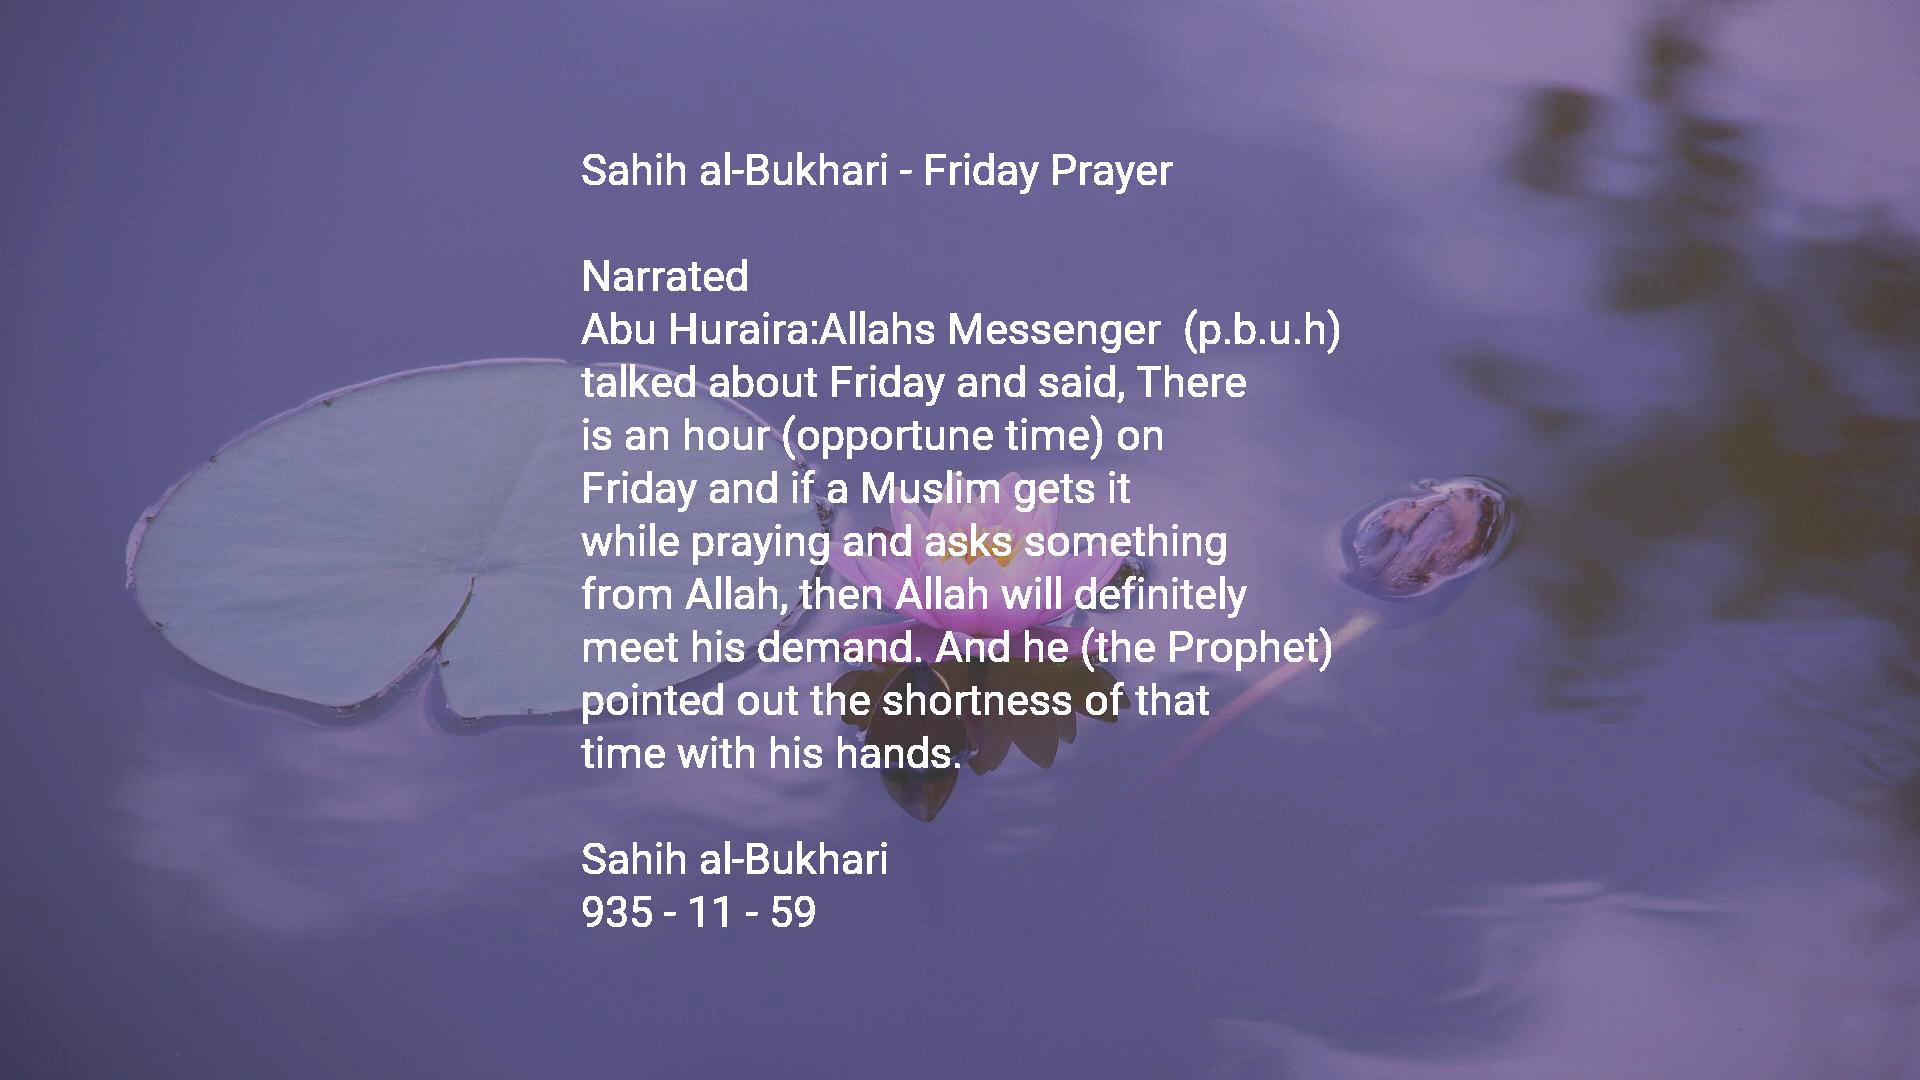 Sahih al-Bukhari - Friday Prayer
Narrated
Abu Huraira:Allahs Messenger  (p.b.u.h)
talked about Friday and said, There
is an hour (opportune time) on
Friday and if a Muslim gets it
while praying and asks something
from Allah, then Allah will definitely
meet his demand. And he (the Prophet)
pointed out the shortness of that
time with his hands.
Sahih al-Bukhari
935 - 11 - 59